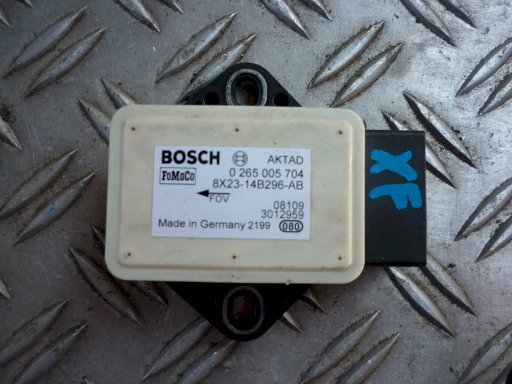 BOSCH AKTAD
FoMoCo 0 265 005 704
8X23-14B296-AB
FOV
08109
3012959
Made in Germany 2199 080
XF